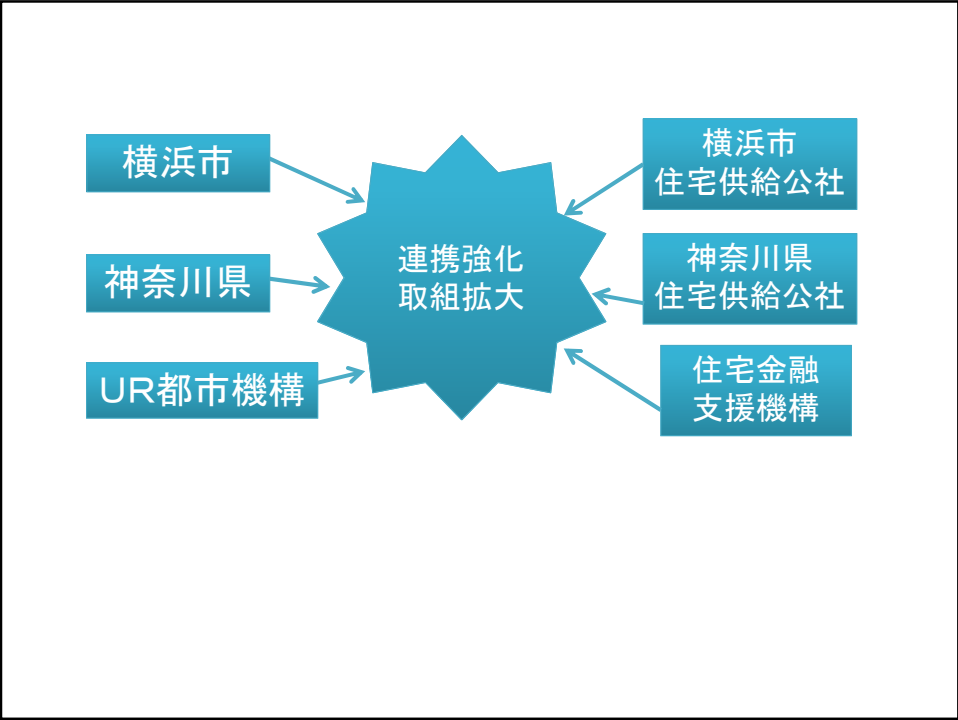 横浜市
神奈川県
UR都市機構
連携強化
取組拡大
横浜市
住宅供給公社
神奈川県
住宅供給公社
住宅金融
支援機構